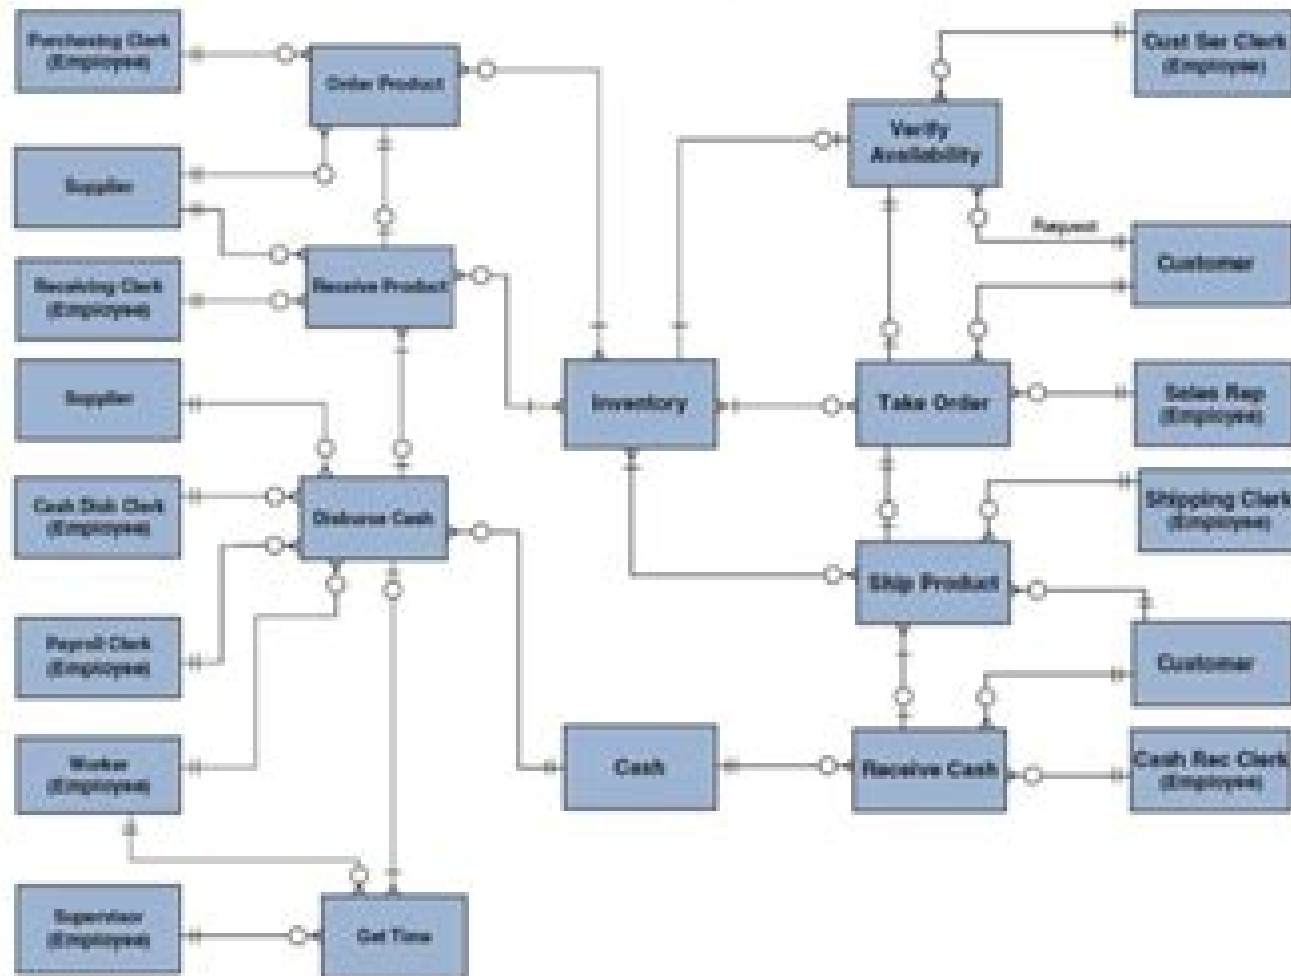 Purchasing Clerk
(Employee)
Order Product
Cust Ser Clerk
(Employee)
Verify
Availability
Supplier
Request
Customer
Receiving Clerk
(Employee)
Receive Product
Supplier
Inventory
Take Order
Sales Rep
(Employee)
Cash Disb Clerk
(Employee)
Disburse Cash
Shipping Clerk
(Employee)
Ship Product
Payroll Clerk
(Employee)
Customer
Worker
(Employee)
Cash
Receive Cash
Cash Rec Clerk
(Employee)
Supervisor
(Employee)
Get Time